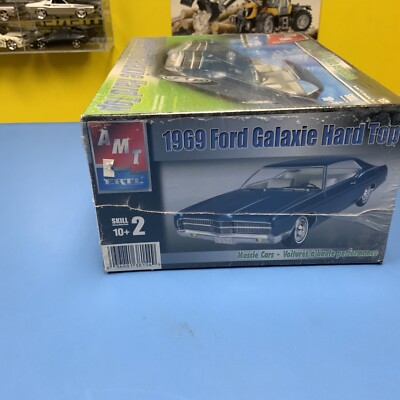 AMT
ERTL
1969 Ford Galaxie Hard Top
SKILL 2
10+
Muscle Cars - Voitures à haute performance